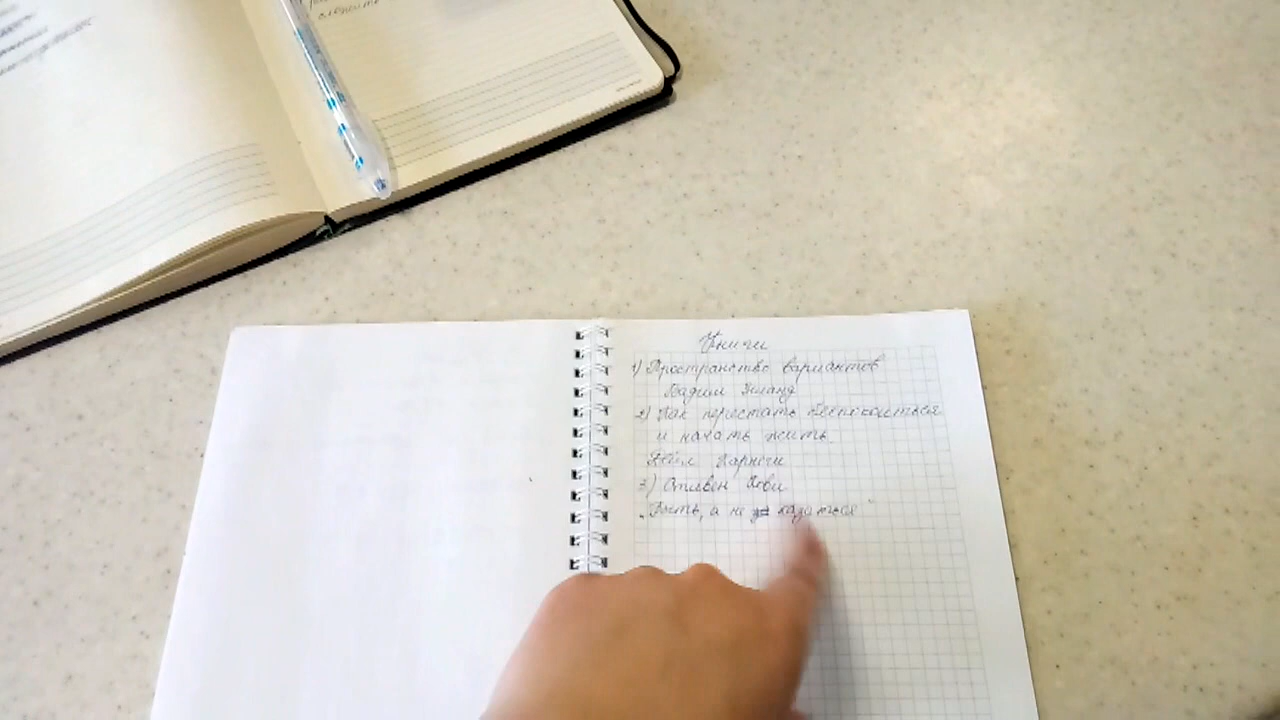 Книги
1) Пространство вариантов
Вадим Зеланд
2) Как перестать беспокоиться
и начать жить.
Дейл Карнеги
3) Стивен Кови
„Быть, а не казаться"